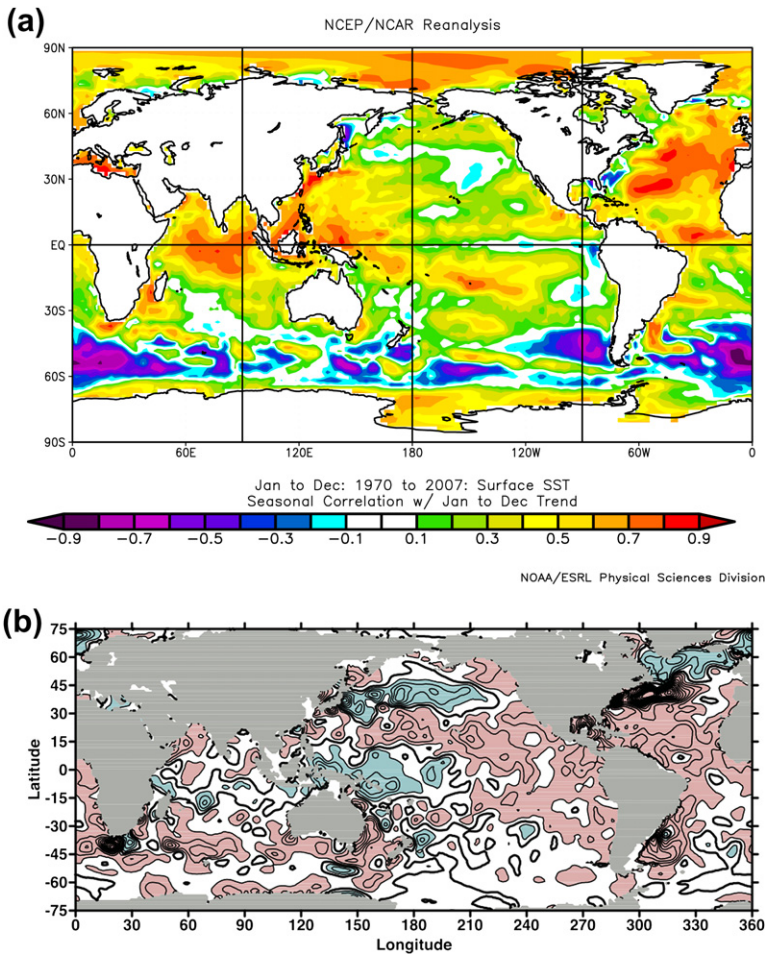 (a)
NCEP/NCAR Reanalysis
90N
60N
30N
EQ
30S
60S
90S
0 60E 120E 180 120W 60W 0
Jan to Dec: 1970 to 2007: Surface SST
Seasonal Correlation w/ Jan to Dec Trend
−0.9 −0.7 −0.5 −0.3 −0.1 0.1 0.3 0.5 0.7 0.9
NOAA/ESRL Physical Sciences Division
(b)
75
60
45
30
15
0
-15
-30
-45
-60
-75
Latitude
0 30 60 90 120 150 180 210 240 270 300 330 360
Longitude